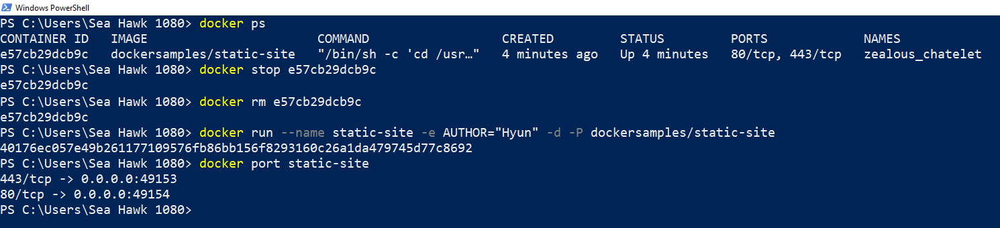 Windows PowerShell
PS C:\Users\Sea Hawk 1080> docker ps
CONTAINER ID   IMAGE                      COMMAND                  CREATED         STATUS         PORTS             NAMES
e57cb29dcb9c   dockersamples/static-site   "/bin/sh -c 'cd /usr…"   4 minutes ago   Up 4 minutes   80/tcp, 443/tcp   zealous_chatelet
PS C:\Users\Sea Hawk 1080> docker stop e57cb29dcb9c
e57cb29dcb9c
PS C:\Users\Sea Hawk 1080> docker rm e57cb29dcb9c
e57cb29dcb9c
PS C:\Users\Sea Hawk 1080> docker run --name static-site -e AUTHOR="Hyun" -d -P dockersamples/static-site
40176ec057e49b261177109576fb86bb156f8293160c26a1da479745d77c8692
PS C:\Users\Sea Hawk 1080> docker port static-site
443/tcp -> 0.0.0.0:49153
80/tcp -> 0.0.0.0:49154
PS C:\Users\Sea Hawk 1080>